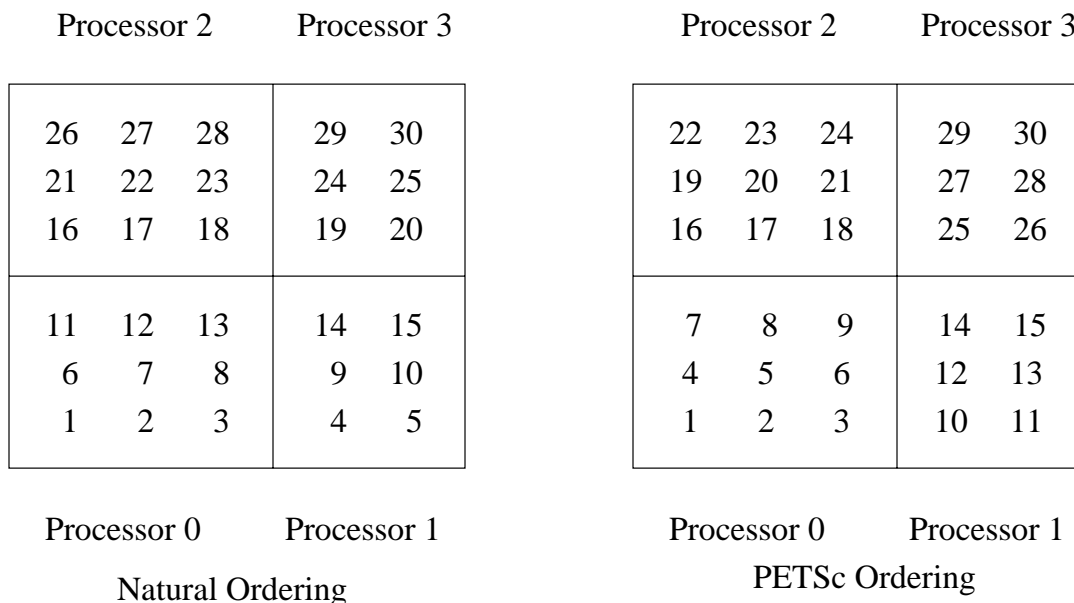 Processor 2 Processor 3 Processor 2 Processor 3
26 27 28 29 30 22 23 24 29 30
21 22 23 24 25 19 20 21 27 28
16 17 18 19 20 16 17 18 25 26
11 12 13 14 15 7 8 9 14 15
6 7 8 9 10 4 5 6 12 13
1 2 3 4 5 1 2 3 10 11
Processor 0 Processor 1 Processor 0 Processor 1
Natural Ordering PETSc Ordering